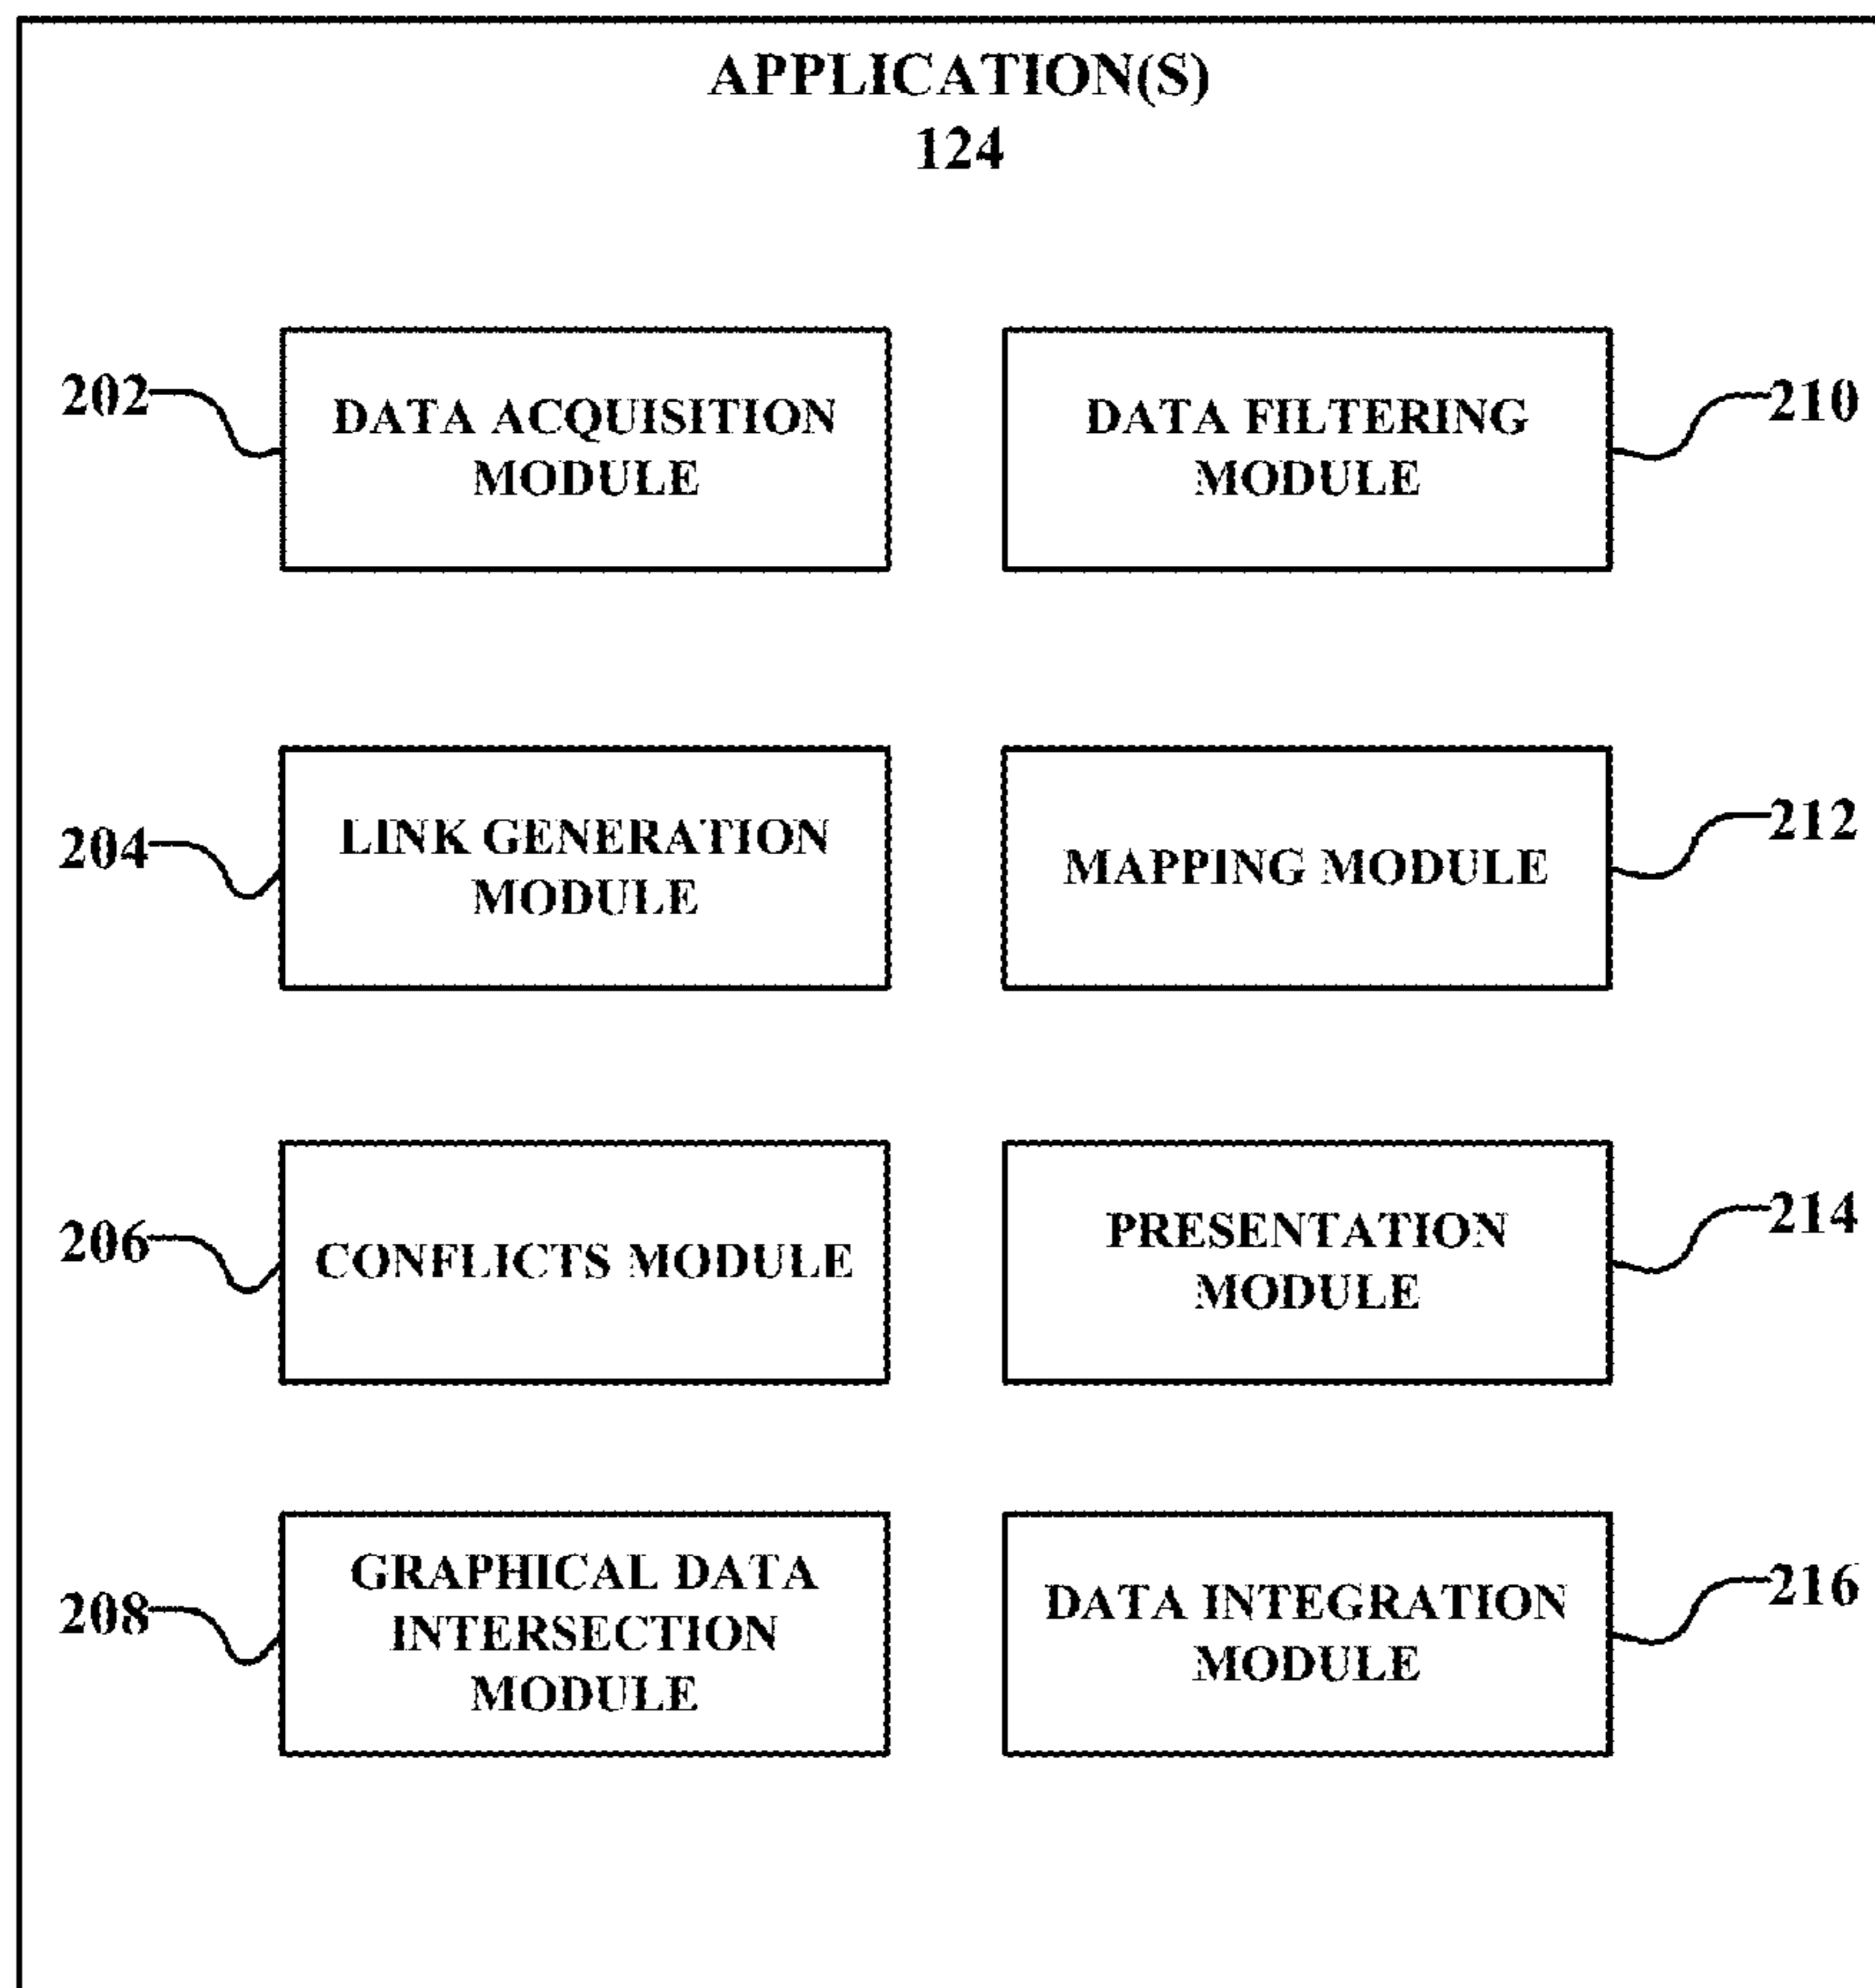 APPLICATION(S)
124
202
DATA ACQUISITION
MODULE
DATA FILTERING
MODULE
210
204
LINK GENERATION
MODULE
MAPPING MODULE
212
206
CONFLICTS MODULE
PRESENTATION
MODULE
214
208
GRAPHICAL DATA
INTERSECTION
MODULE
DATA INTEGRATION
MODULE
216